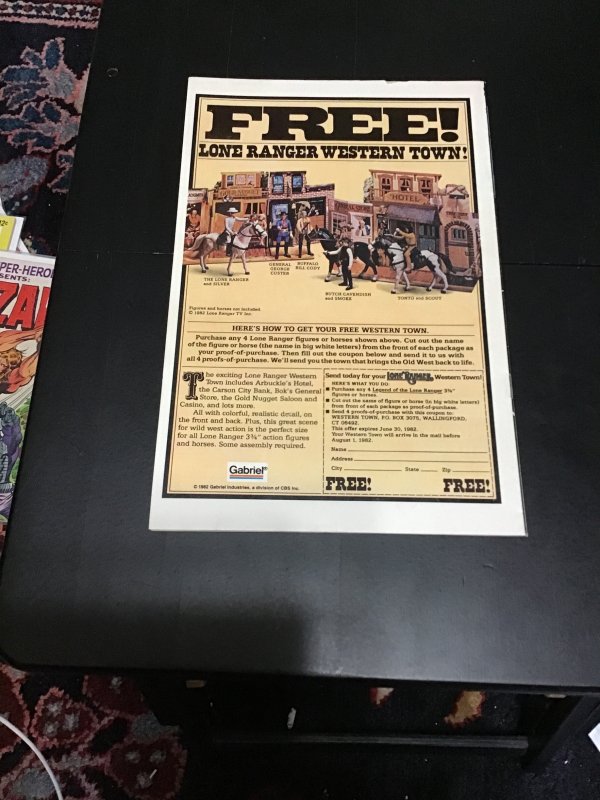 FREE!
LONE RANGER WESTERN TOWN!
HOTEL
THE LONE RANGER
and SILVER
GENERAL
GEORGE
CUSTER
BUFFALO
BILL CODY
BUTCH CAVENDISH
and SMOKE
TONTO and SCOUT
Figures and horses not included.
© 1982 Lone Ranger TV Inc.
HERE'S HOW TO GET YOUR FREE WESTERN TOWN.
Purchase any 4 Lone Ranger figures or horses shown above. Cut out the name
of the figure or horse (the name in big white letters) from the front of each package as
your proof-of-purchase. Then fill out the coupon below and send it to us with
all 4 proofs-of-purchase. We'll send you the town that brings the Old West back to life.
The exciting Lone Ranger Western
Town includes Arbuckle's Hotel,
the Carson City Bank, Bok's General
Store, the Gold Nugget Saloon and
Casino, and lots more.
All with colorful, realistic detail, on
the front and back. Plus, this great scene
for wild west action is the perfect size
for all Lone Ranger 3¾" action figures
and horses. Some assembly required.
Gabriel®
© 1982 Gabriel Industries, a division of CBS Inc.
Send today for your LONE RANGER Western Town!
HERE'S WHAT YOU DO:
■ Purchase any 4 Legend of the Lone Ranger 3¾"
figures or horses.
■ Cut out the name of figure or horse (in big white letters)
from front of each package as proof-of-purchase.
■ Send 4 proofs-of-purchase with this coupon to:
WESTERN TOWN, P.O. BOX 3075, WALLINGFORD,
CT 06492.
This offer expires June 30, 1982.
Your Western Town will arrive in the mail before
August 1, 1982.
Name
Address
City State Zip
FREE! FREE!
PER-HERO
SENTS:
ZA